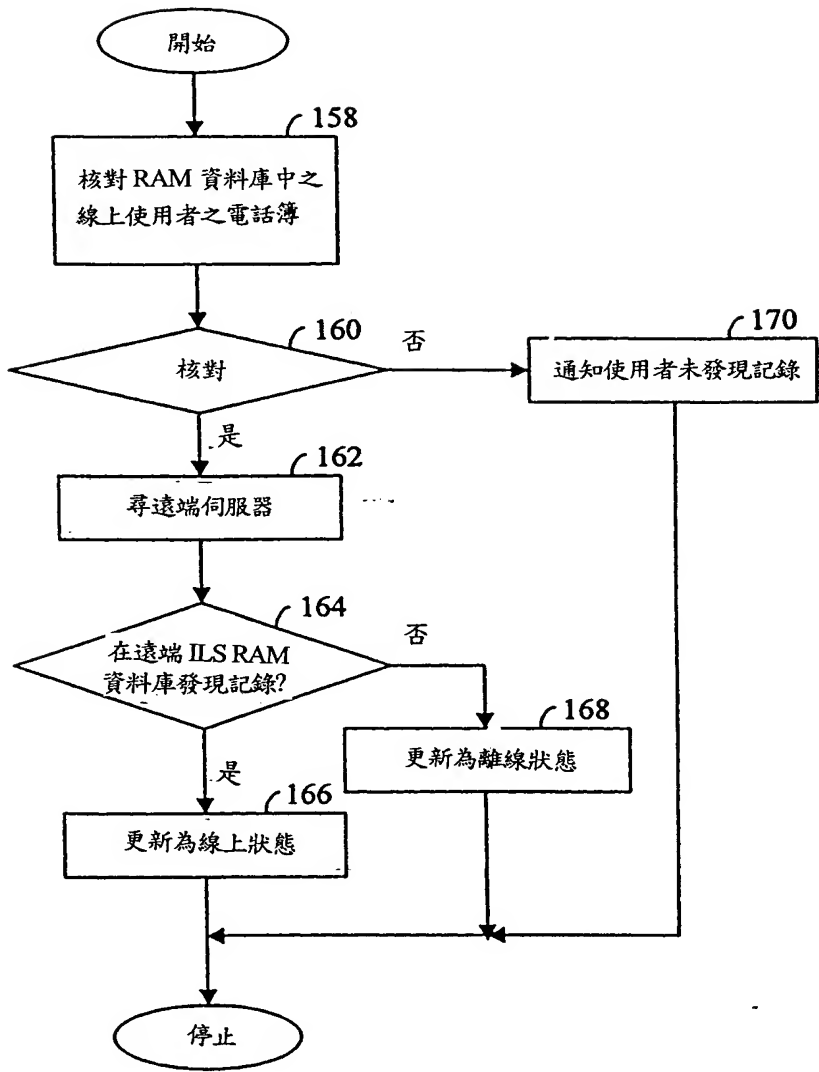 開始
158
核對 RAM 資料庫中之
線上使用者之電話簿
160
核對
否
170
通知使用者未發現記錄
是
162
尋遠端伺服器
164
在遠端 ILS RAM
資料庫發現記錄?
否
168
更新為離線狀態
是
166
更新為線上狀態
停止